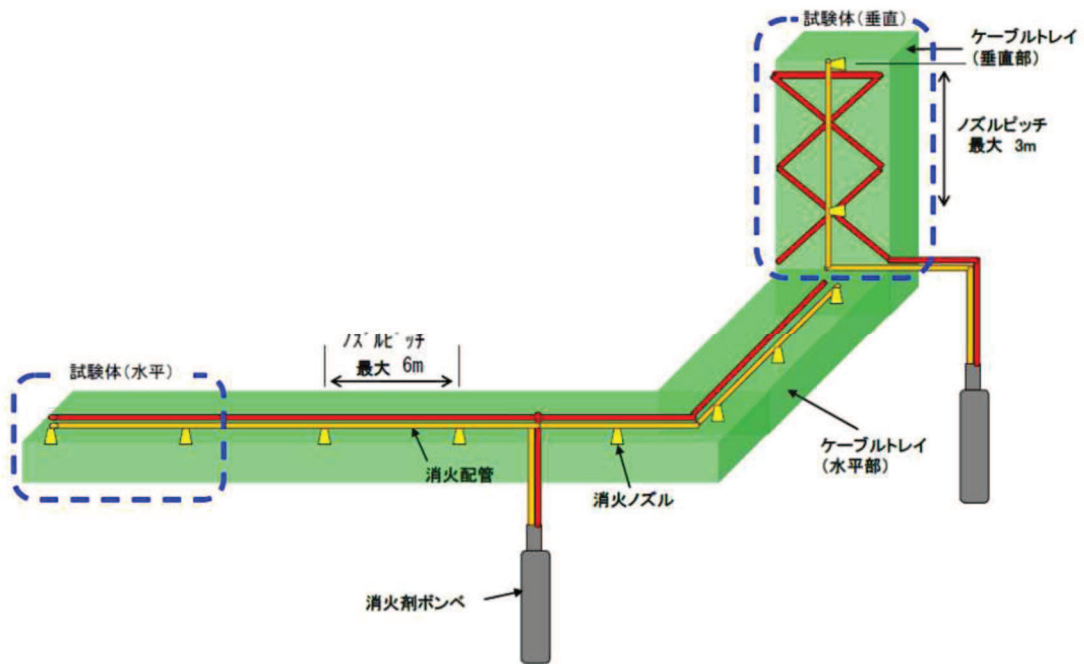 試験体(垂直)
ケーブルトレイ
(垂直部)
ノズルピッチ
最大 3m
ノズルピッチ
最大 6m
試験体(水平)
ケーブルトレイ
(水平部)
消火配管
消火ノズル
消火剤ボンベ